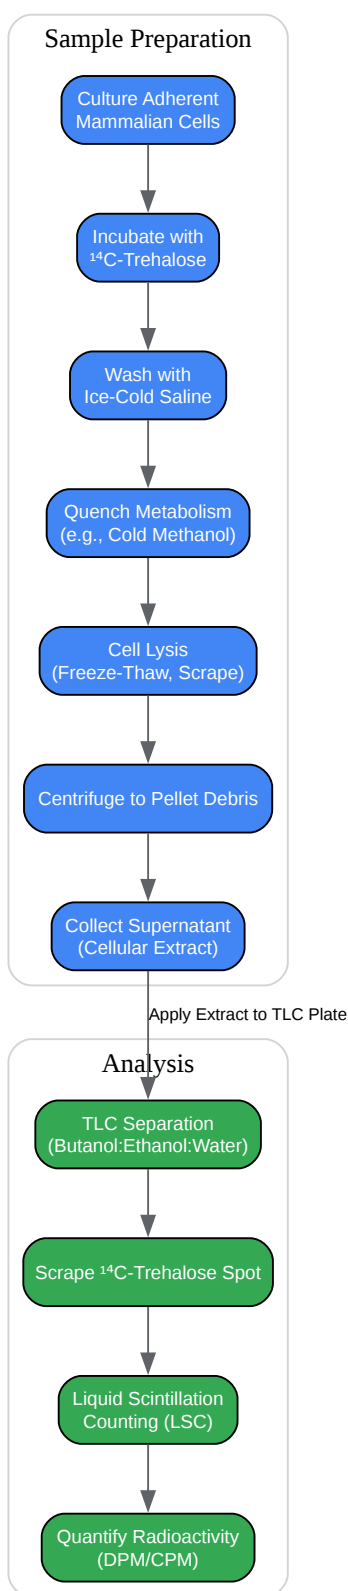 Sample Preparation
Culture Adherent
Mammalian Cells
Incubate with
¹⁴C-Trehalose
Wash with
Ice-Cold Saline
Quench Metabolism
(e.g., Cold Methanol)
Cell Lysis
(Freeze-Thaw, Scrape)
Centrifuge to Pellet Debris
Collect Supernatant
(Cellular Extract)
Apply Extract to TLC Plate
Analysis
TLC Separation
(Butanol:Ethanol:Water)
Scrape ¹⁴C-Trehalose Spot
Liquid Scintillation
Counting (LSC)
Quantify Radioactivity
(DPM/CPM)